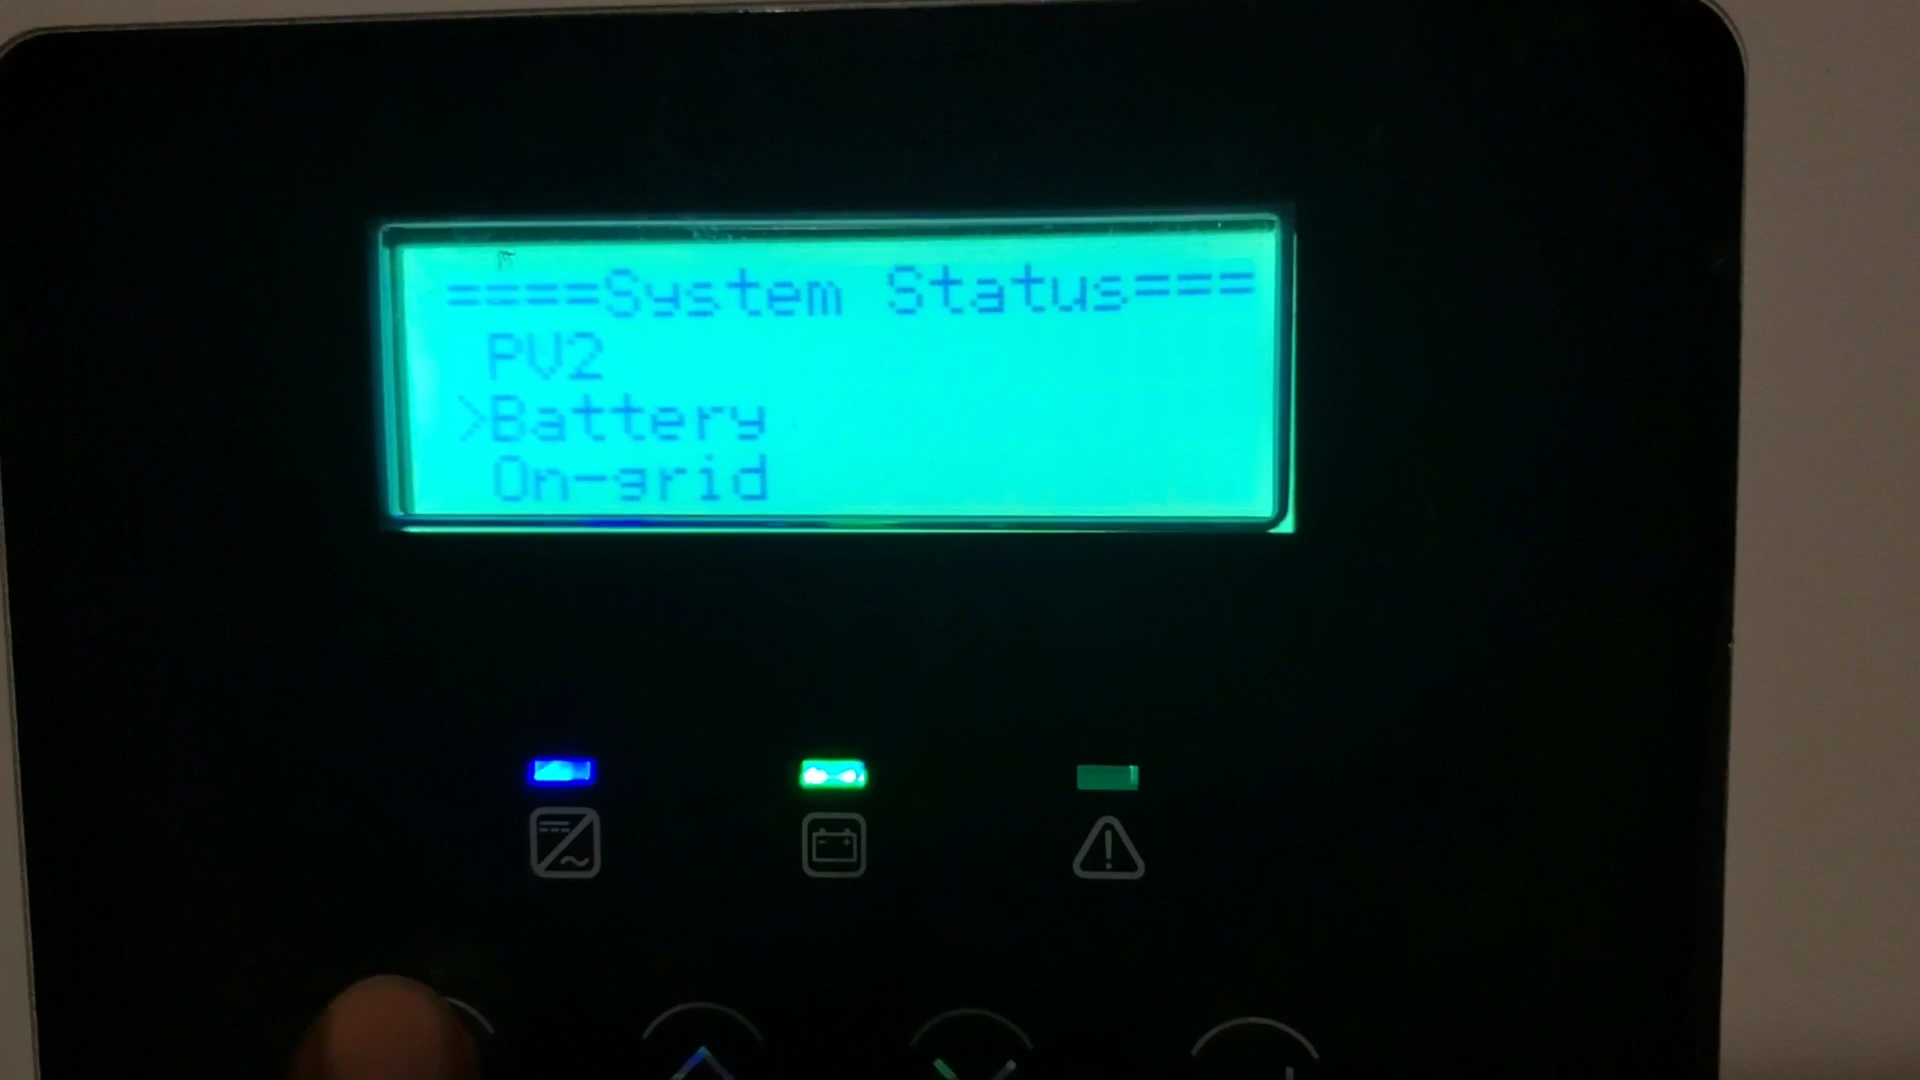 ====System Status===
PV2
>Battery
On-grid